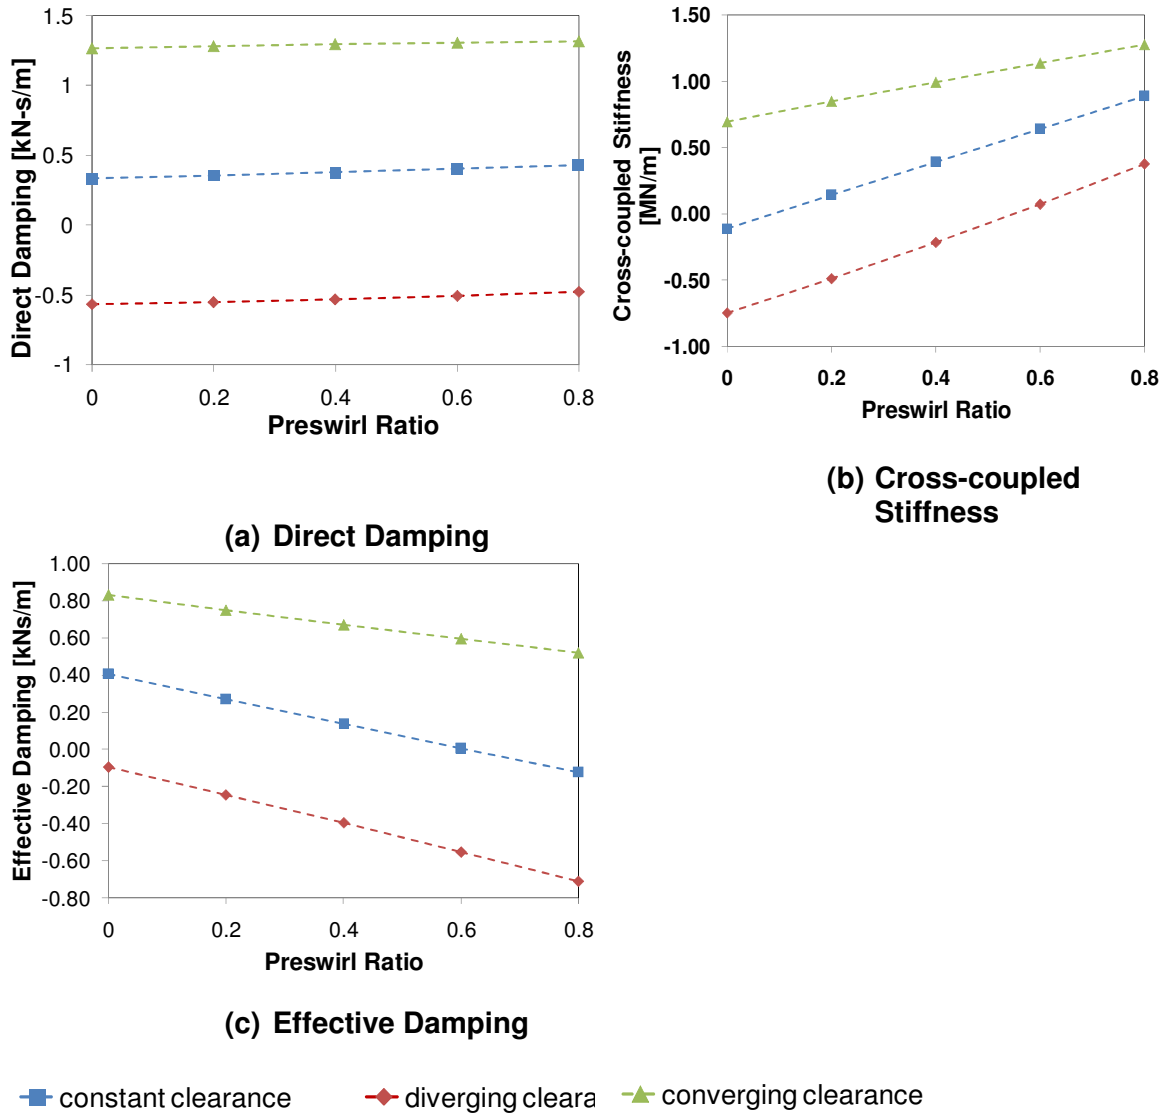 1.5
1
0.5
0
-0.5
-1
Direct Damping [kN-s/m]
0 0.2 0.4 0.6 0.8
Preswirl Ratio
(a) Direct Damping
1.50
1.00
0.50
0.00
-0.50
-1.00
Cross-coupled Stiffness
[MN/m]
0 0.2 0.4 0.6 0.8
Preswirl Ratio
(b) Cross-coupled
Stiffness
1.00
0.80
0.60
0.40
0.20
0.00
-0.20
-0.40
-0.60
-0.80
Effective Damping [kNs/m]
0 0.2 0.4 0.6 0.8
Preswirl Ratio
(c) Effective Damping
constant clearance diverging cleara converging clearance